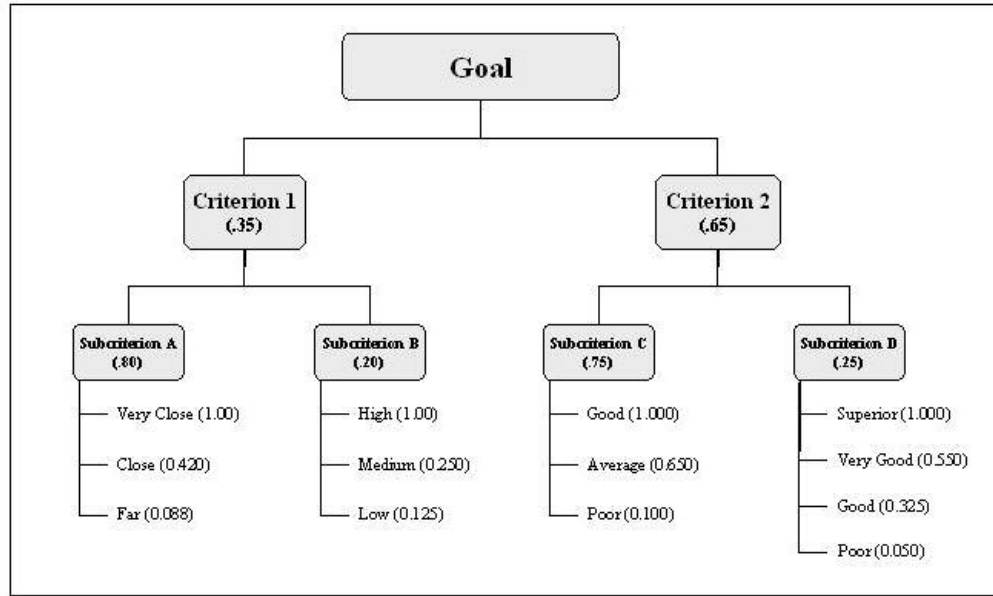 Goal
Criterion 1
(.35)
Criterion 2
(.65)
Subcriterion A
(.80)
Subcriterion B
(.20)
Subcriterion C
(.75)
Subcriterion D
(.25)
Very Close (1.00)
Close (0.420)
Far (0.088)
High (1.00)
Medium (0.250)
Low (0.125)
Good (1.000)
Average (0.650)
Poor (0.100)
Superior (1.000)
Very Good (0.550)
Good (0.325)
Poor (0.050)